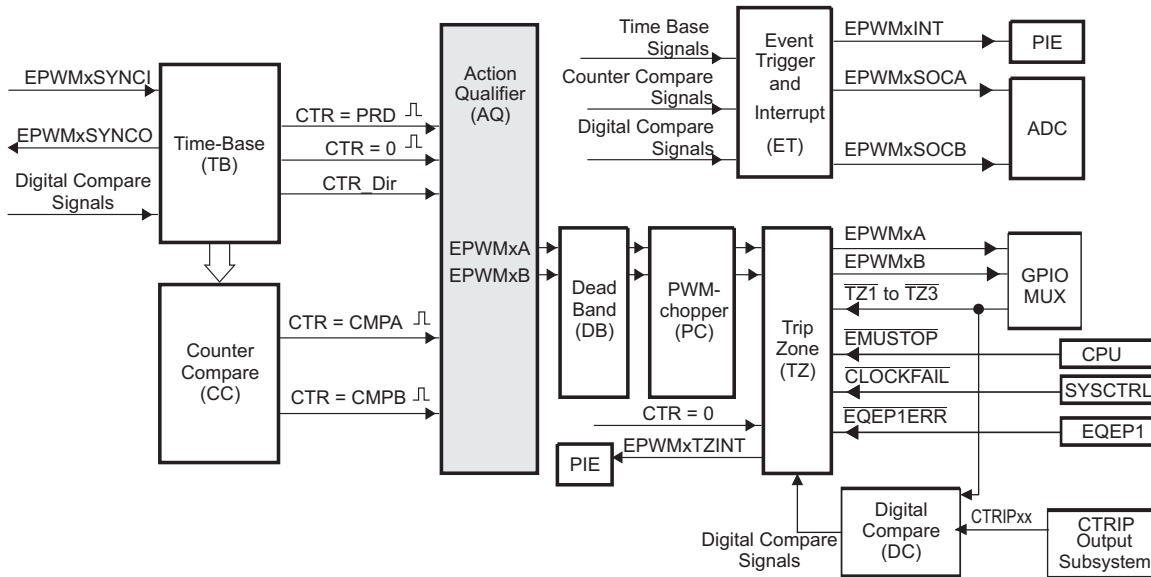 EPWMxSYNCI
EPWMxSYNCO
Digital Compare
Signals
Time-Base
(TB)
CTR = PRD
CTR = 0
CTR_Dir
Counter
Compare
(CC)
CTR = CMPA
CTR = CMPB
Action
Qualifier
(AQ)
EPWMxA
EPWMxB
Time Base
Signals
Counter Compare
Signals
Digital Compare
Signals
Event
Trigger
and
Interrupt
(ET)
EPWMxINT
EPWMxSOCA
EPWMxSOCB
PIE
ADC
Dead
Band
(DB)
PWM-
chopper
(PC)
Trip
Zone
(TZ)
EPWMxA
EPWMxB
TZ1 to TZ3
EMUSTOP
CLOCKFAIL
EQEP1ERR
GPIO
MUX
CPU
SYSCTRL
EQEP1
CTR = 0
EPWMxTZINT
PIE
Digital Compare
Signals
Digital
Compare
(DC)
CTRIPxx
CTRIP
Output
Subsystem